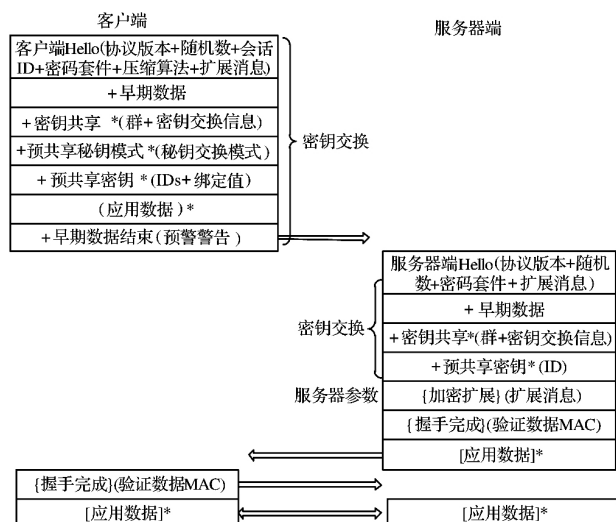 客户端
服务器端
客户端Hello(协议版本+随机数+会话
ID+密码套件+压缩算法+扩展消息)
+早期数据
+密钥共享 *(群+密钥交换信息)
+预共享秘钥模式*(秘钥交换模式)
+预共享密钥*(IDs+绑定值)
(应用数据)*
+早期数据结束(预警警告)
密钥交换
服务器端Hello(协议版本+随机
数+密码套件+扩展消息)
+早期数据
+密钥共享*(群+密钥交换信息)
+预共享密钥*(ID)
密钥交换
服务器参数
{加密扩展}(扩展消息)
{握手完成}(验证数据MAC)
[应用数据]*
{握手完成}(验证数据MAC)
[应用数据]*
[应用数据]*